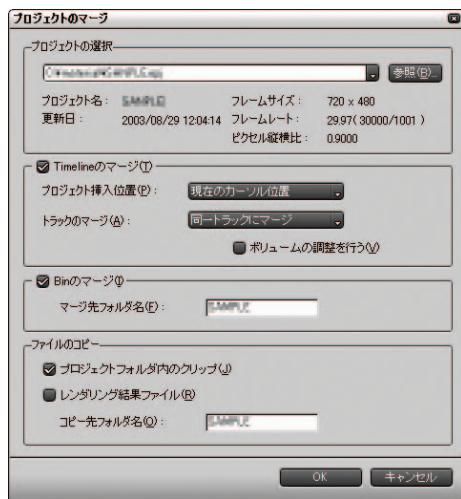 プロジェクトのマージ
プロジェクトの選択
参照(B)...
プロジェクト名： フレームサイズ： 720 x 480
更新日： 2003/08/29 12:04:14 フレームレート： 29.97( 30000/1001 )
ピクセル縦横比： 0.9000
Timelineのマージ(T)
プロジェクト挿入位置(P)： 現在のカーソル位置
トラックのマージ(A)： 同一トラックにマージ
ボリュームの調整を行う(V)
Binのマージ(I)
マージ先フォルダ名(F)：
ファイルのコピー
プロジェクトフォルダ内のクリップ(J)
レンダリング結果ファイル(R)
コピー先フォルダ名(O)：
OK キャンセル